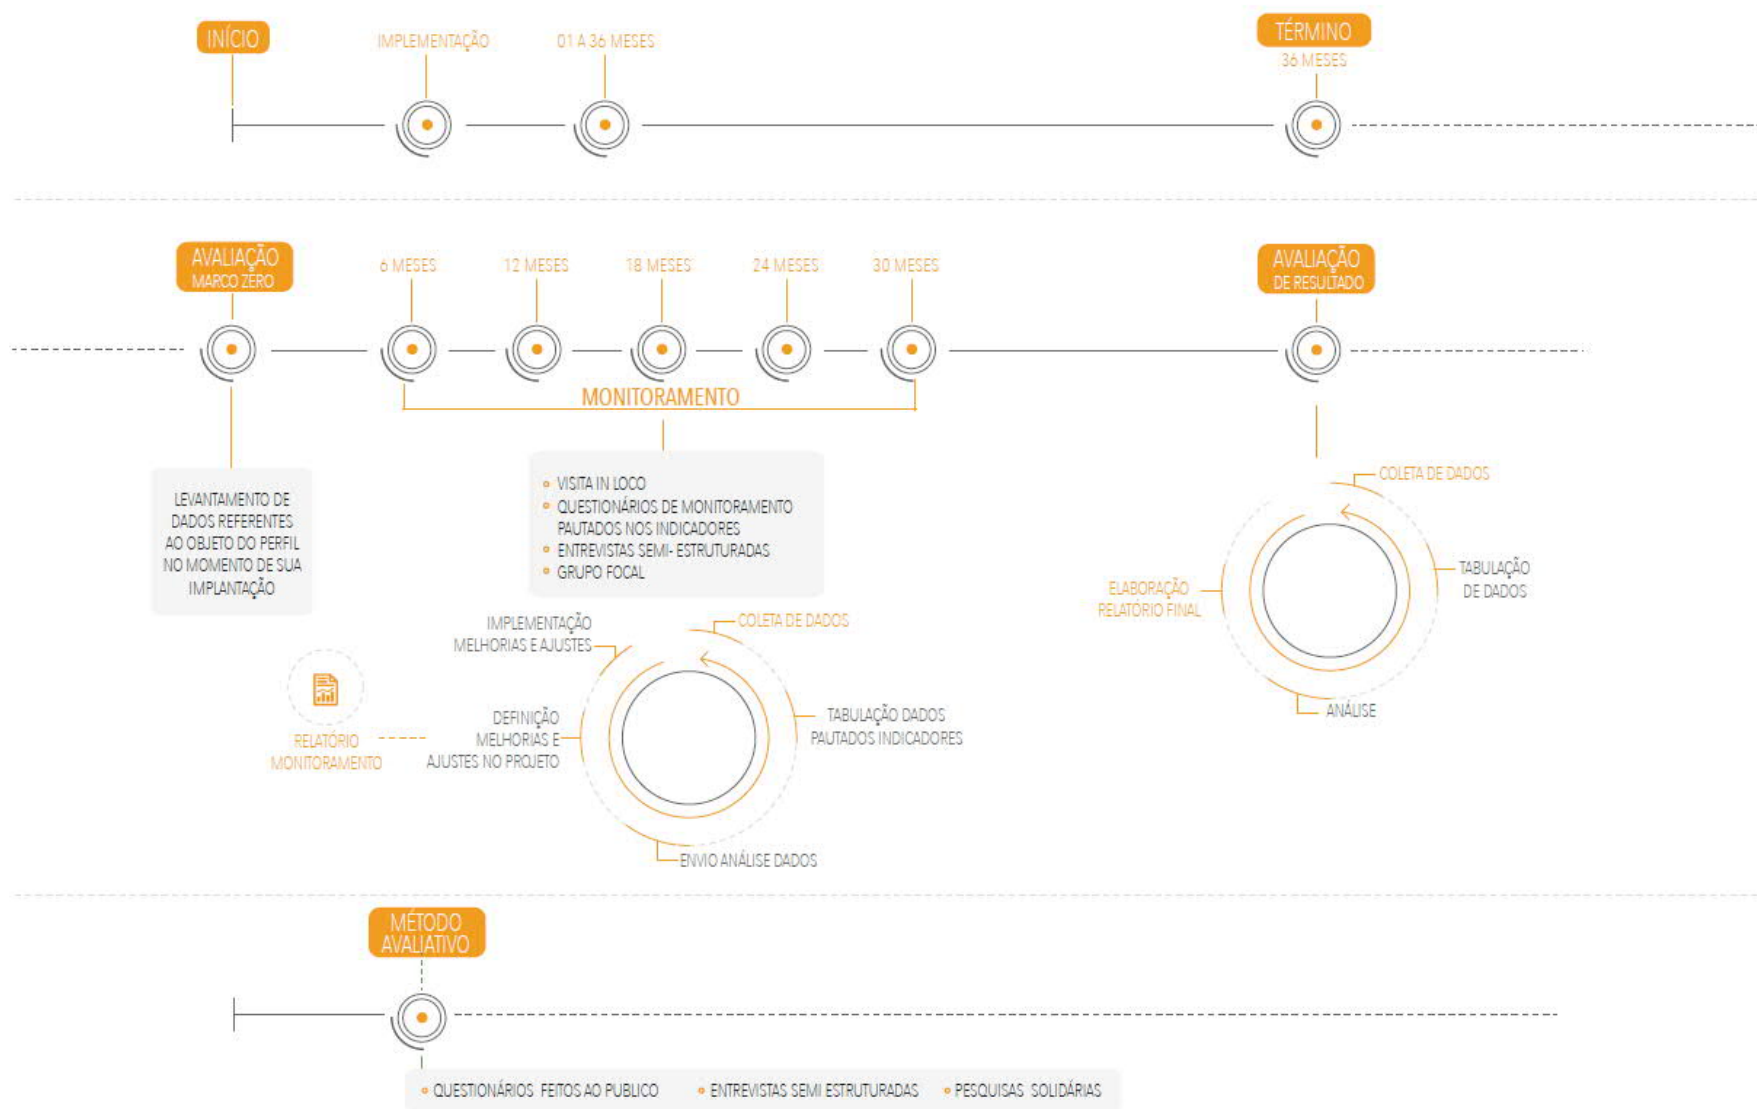 INÍCIO
IMPLEMENTAÇÃO
01 A 36 MESES
TÉRMINO
36 MESES
AVALIAÇÃO
MARCO ZERO
6 MESES
12 MESES
18 MESES
24 MESES
30 MESES
AVALIAÇÃO
DE RESULTADO
MONITORAMENTO
LEVANTAMENTO DE
DADOS REFERENTES
AO OBJETO DO PERFIL
NO MOMENTO DE SUA
IMPLANTAÇÃO
VISITA IN LOCO
QUESTIONÁRIOS DE MONITORAMENTO
PAUTADOS NOS INDICADORES
ENTREVISTAS SEMI- ESTRUTURADAS
GRUPO FOCAL
COLETA DE DADOS
TABULAÇÃO
DE DADOS
ANÁLISE
ELABORAÇÃO
RELATÓRIO FINAL
COLETA DE DADOS
TABULAÇÃO DADOS
PAUTADOS INDICADORES
ENVIO ANÁLISE DADOS
DEFINIÇÃO
MELHORIAS E
AJUSTES NO PROJETO
IMPLEMENTAÇÃO
MELHORIAS E AJUSTES
RELATÓRIO
MONITORAMENTO
MÉTODO
AVALIATIVO
QUESTIONÁRIOS FEITOS AO PUBLICO
ENTREVISTAS SEMI ESTRUTURADAS
PESQUISAS SOLIDÁRIAS